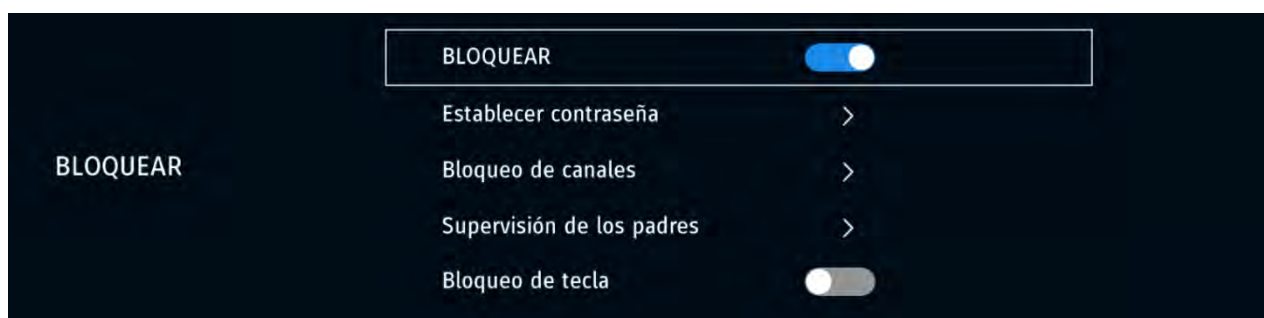 BLOQUEAR
BLOQUEAR
Establecer contraseña
Bloqueo de canales
Supervisión de los padres
Bloqueo de tecla